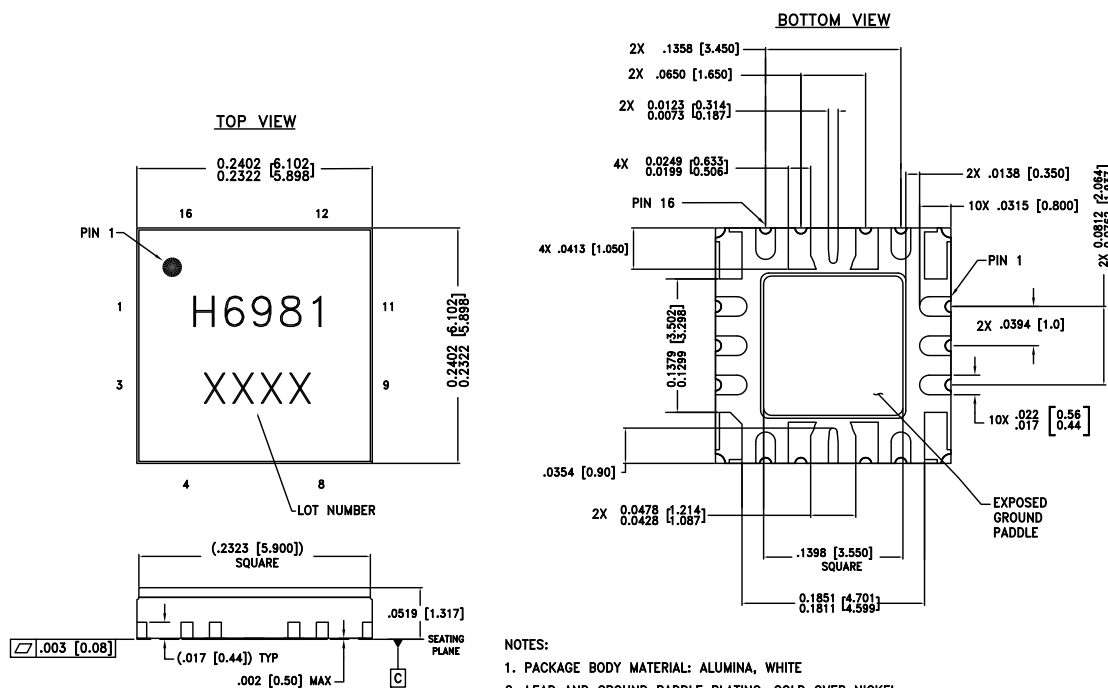 BOTTOM VIEW
2X .1358 [3.450]
2X .0650 [1.650]
2X 0.0123 [0.314]
0.0073 [0.187]
4X 0.0249 [0.633]
0.0199 [0.506]
2X .0138 [0.350]
PIN 16
10X .0315 [0.800]
2X 0.0812 [2.064]
4X .0413 [1.050]
PIN 1
0.1379 [3.502]
0.1299 [3.298]
2X .0394 [1.0]
10X .022 [0.56]
.017 [0.44]
.0354 [0.90]
2X 0.0478 [1.214]
0.0428 [1.087]
EXPOSED
GROUND
PADDLE
.1398 [3.550]
SQUARE
0.1851 [4.701]
0.1811 [4.599]
TOP VIEW
0.2402 [6.102]
0.2322 [5.898]
16 12
PIN 1
1 H6981 11
0.2402 [6.102]
0.2322 [5.898]
3 XXXX 9
4 8
LOT NUMBER
(.2323 [5.900])
SQUARE
.0519 [1.317]
SEATING
PLANE
.003 [0.08]
(.017 [0.44]) TYP
.002 [0.50] MAX
C
NOTES:
1. PACKAGE BODY MATERIAL: ALUMINA, WHITE